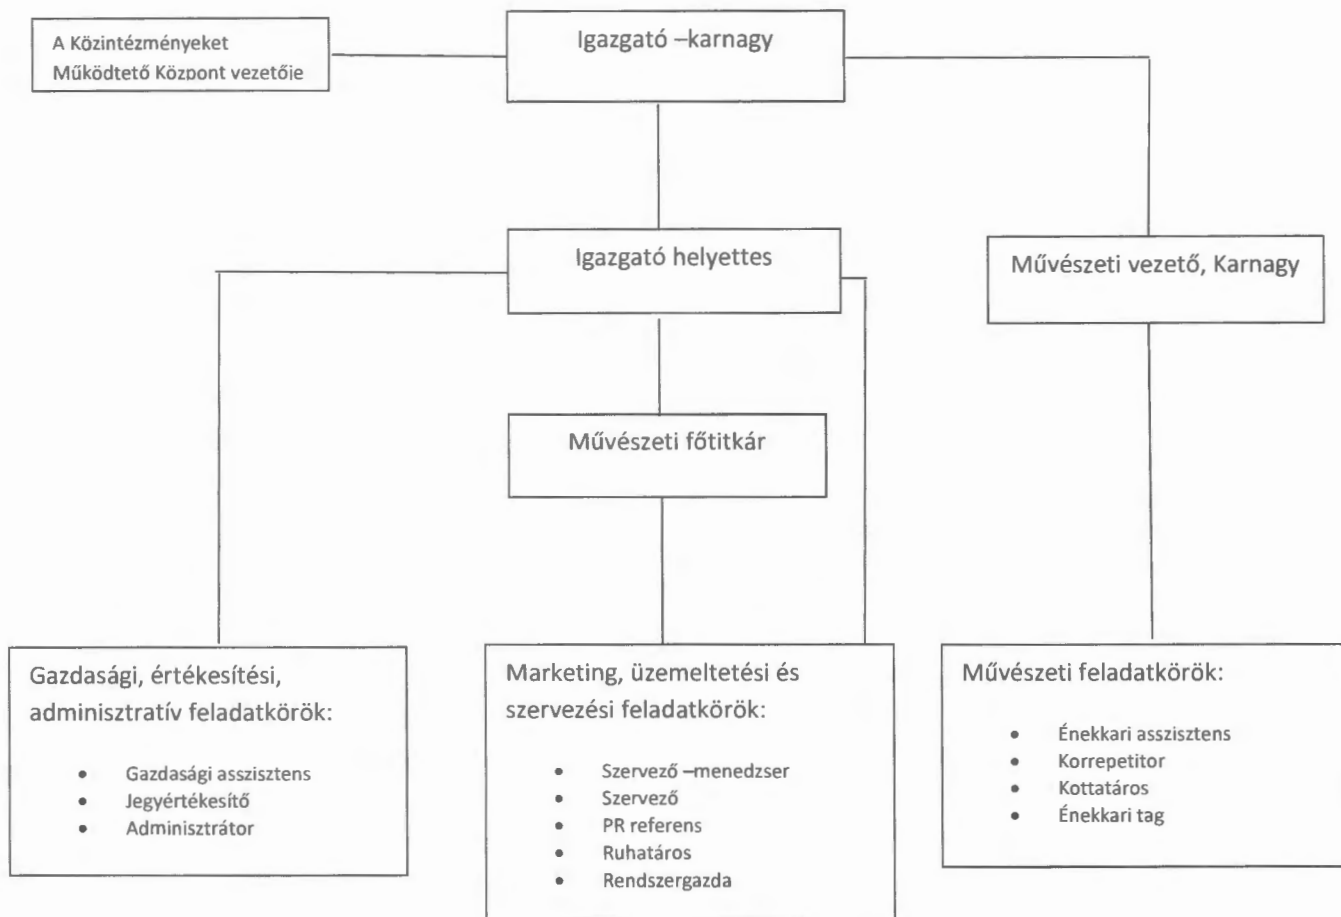 A Közintézményeket
Működtető Központ vezetője
Igazgató –karnagy
Igazgató helyettes
Művészeti vezető, Karnagy
Művészeti főtitkár
Gazdasági, értékesítési,
adminisztratív feladatkörök:
• Gazdasági asszisztens
• Jegyértékesítő
• Adminisztrátor
Marketing, üzemeltetési és
szervezési feladatkörök:
• Szervező –menedzser
• Szervező
• PR referens
• Ruhatáros
• Rendszergazda
Művészeti feladatkörök:
• Énekkari asszisztens
• Korrepetitor
• Kottatáros
• Énekkari tag